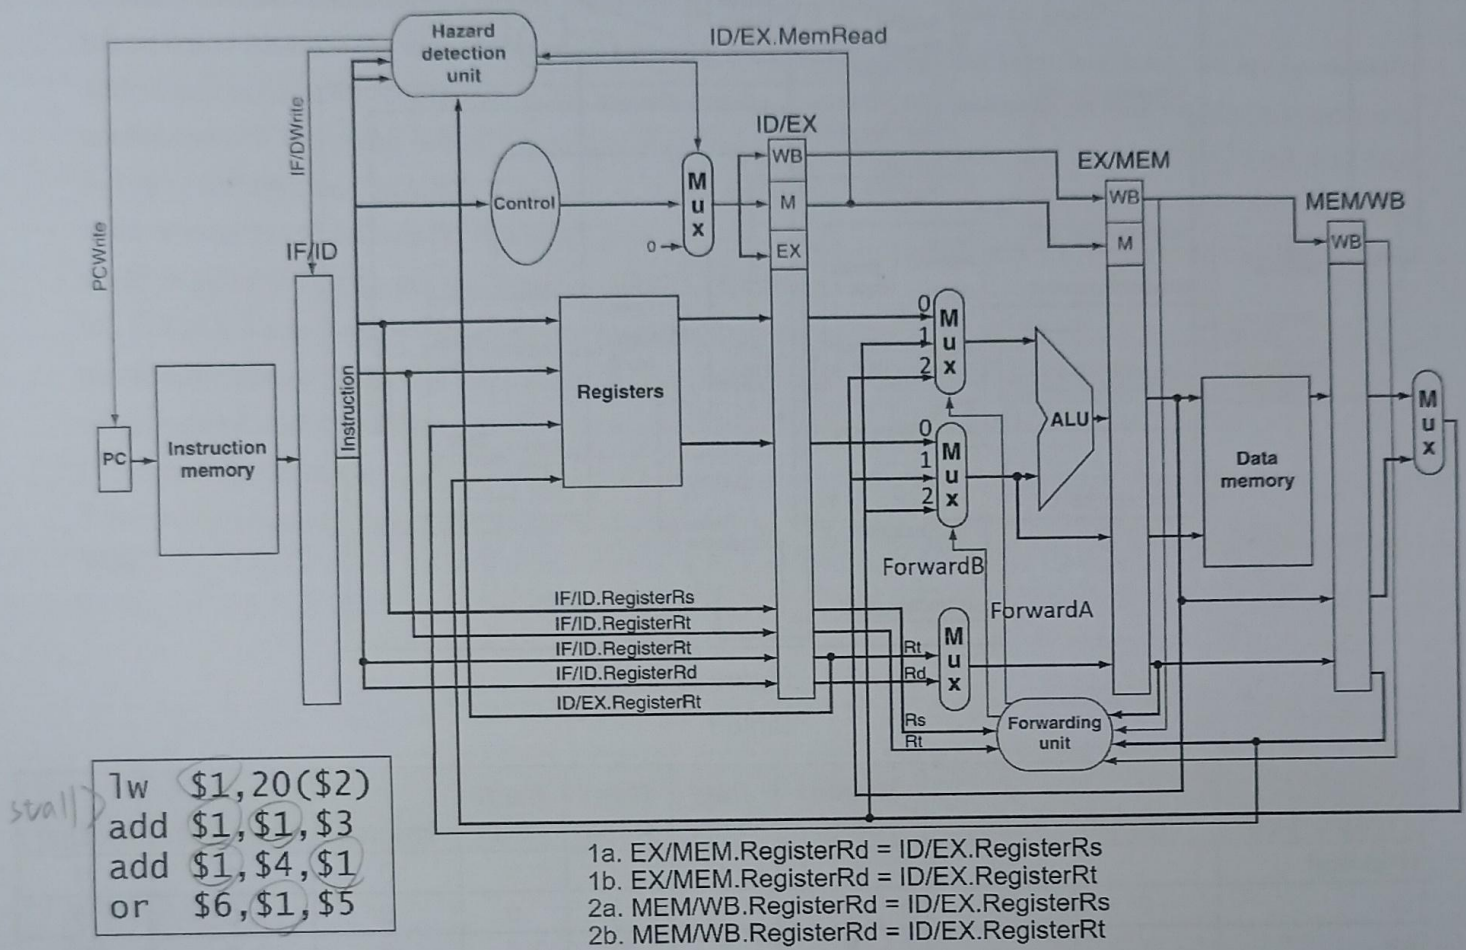 Hazard
detection
unit
ID/EX.MemRead
IF/DWrite
PCWrite
ID/EX
WB
M
EX
EX/MEM
WB
M
MEM/WB
WB
Control
Mux
0
IF/ID
Instruction
PC
Instruction
memory
Registers
0
1
2
Mux
0
1
2
Mux
ALU
Data
memory
Mux
ForwardB
ForwardA
IF/ID.RegisterRs
IF/ID.RegisterRt
IF/ID.RegisterRt
IF/ID.RegisterRd
ID/EX.RegisterRt
Rt
Rd
Mux
Rs
Rt
Forwarding
unit
stall
lw $1,20($2)
add $1,$1,$3
add $1,$4,$1
or $6,$1,$5
1a. EX/MEM.RegisterRd = ID/EX.RegisterRs
1b. EX/MEM.RegisterRd = ID/EX.RegisterRt
2a. MEM/WB.RegisterRd = ID/EX.RegisterRs
2b. MEM/WB.RegisterRd = ID/EX.RegisterRt